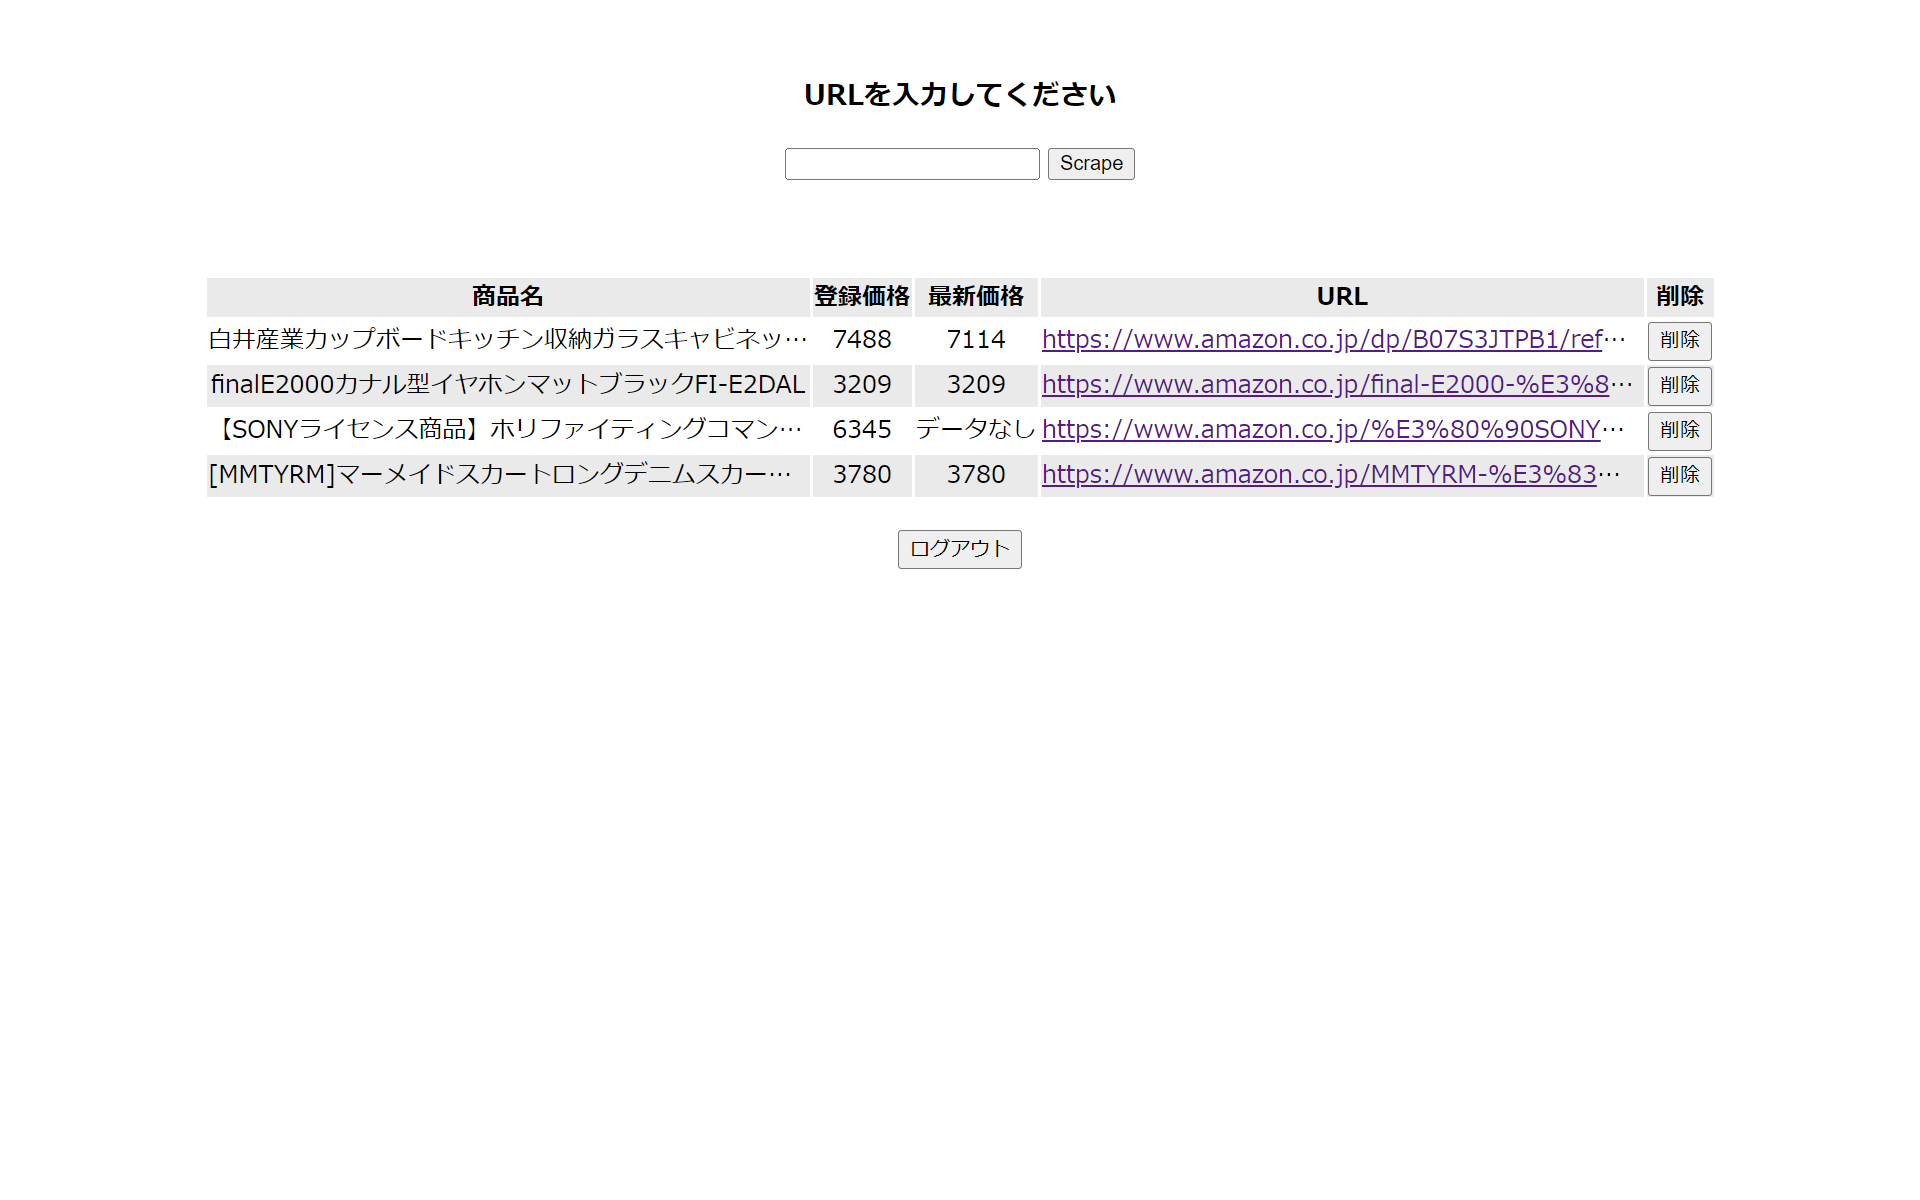 URLを入力してください
Scrape
商品名 登録価格 最新価格 URL 削除
白井産業カップボードキッチン収納ガラスキャビネッ… 7488 7114 https://www.amazon.co.jp/dp/B07S3JTPB1/ref… 削除
finalE2000カナル型イヤホンマットブラックFI-E2DAL 3209 3209 https://www.amazon.co.jp/final-E2000-%E3%8… 削除
【SONYライセンス商品】ホリファイティングコマン… 6345 データなし https://www.amazon.co.jp/%E3%80%90SONY… 削除
[MMTYRM]マーメイドスカートロングデニムスカー… 3780 3780 https://www.amazon.co.jp/MMTYRM-%E3%83… 削除
ログアウト